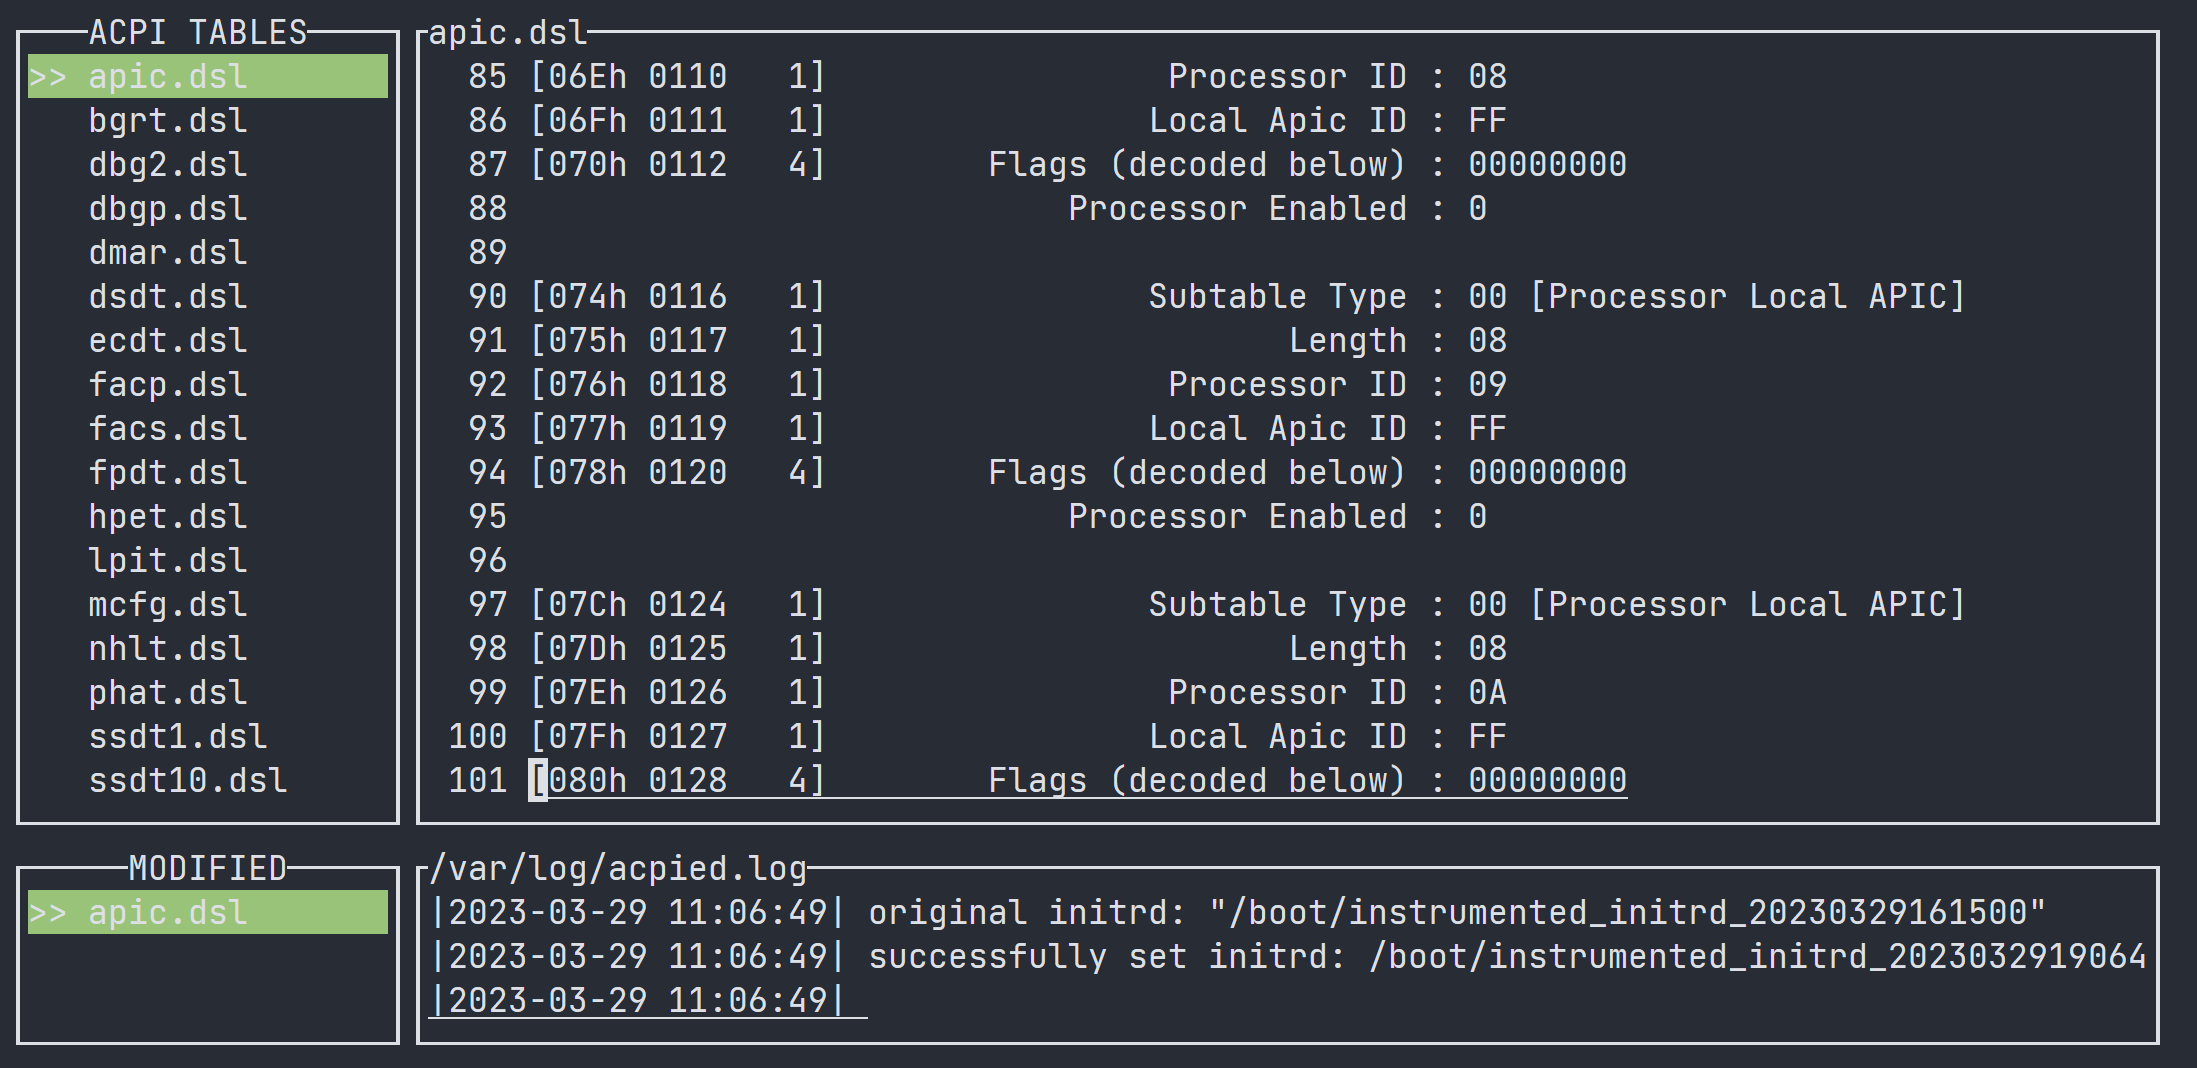 ACPI TABLES
>> apic.dsl
bgrt.dsl
dbg2.dsl
dbgp.dsl
dmar.dsl
dsdt.dsl
ecdt.dsl
facp.dsl
facs.dsl
fpdt.dsl
hpet.dsl
lpit.dsl
mcfg.dsl
nhlt.dsl
phat.dsl
ssdt1.dsl
ssdt10.dsl
apic.dsl
85 [06Eh 0110   1]                 Processor ID : 08
86 [06Fh 0111   1]                Local Apic ID : FF
87 [070h 0112   4]        Flags (decoded below) : 00000000
88                            Processor Enabled : 0
89
90 [074h 0116   1]                Subtable Type : 00 [Processor Local APIC]
91 [075h 0117   1]                       Length : 08
92 [076h 0118   1]                 Processor ID : 09
93 [077h 0119   1]                Local Apic ID : FF
94 [078h 0120   4]        Flags (decoded below) : 00000000
95                            Processor Enabled : 0
96
97 [07Ch 0124   1]                Subtable Type : 00 [Processor Local APIC]
98 [07Dh 0125   1]                       Length : 08
99 [07Eh 0126   1]                 Processor ID : 0A
100 [07Fh 0127   1]                Local Apic ID : FF
101 [080h 0128   4]        Flags (decoded below) : 00000000
MODIFIED
>> apic.dsl
/var/log/acpied.log
|2023-03-29 11:06:49| original initrd: "/boot/instrumented_initrd_20230329161500"
|2023-03-29 11:06:49| successfully set initrd: /boot/instrumented_initrd_2023032919064
|2023-03-29 11:06:49|